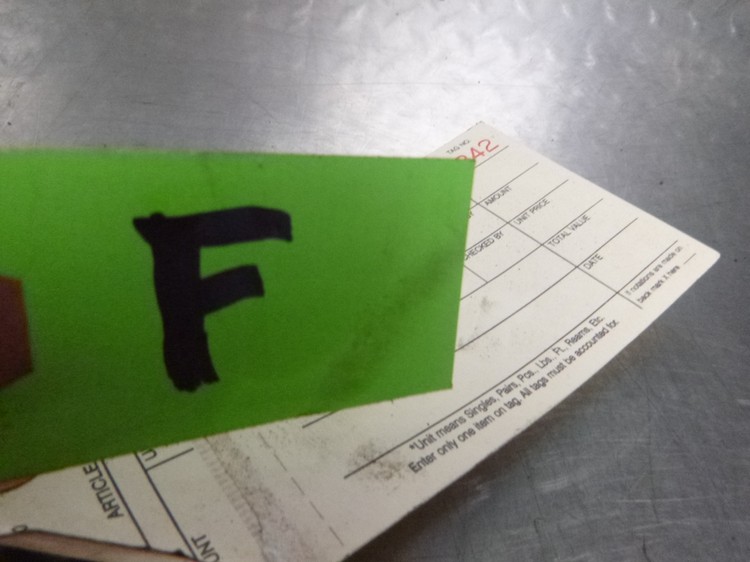 F
TAG NO.
AMOUNT
CHECKED BY
UNIT PRICE
TOTAL VALUE
DATE
If notations are made on
back mark X here
*Unit means Singles, Pairs, Pcs., Lbs., Ft., Reams, Etc.
Enter only one item on tag. All tags must be accounted for.
ARTICLE